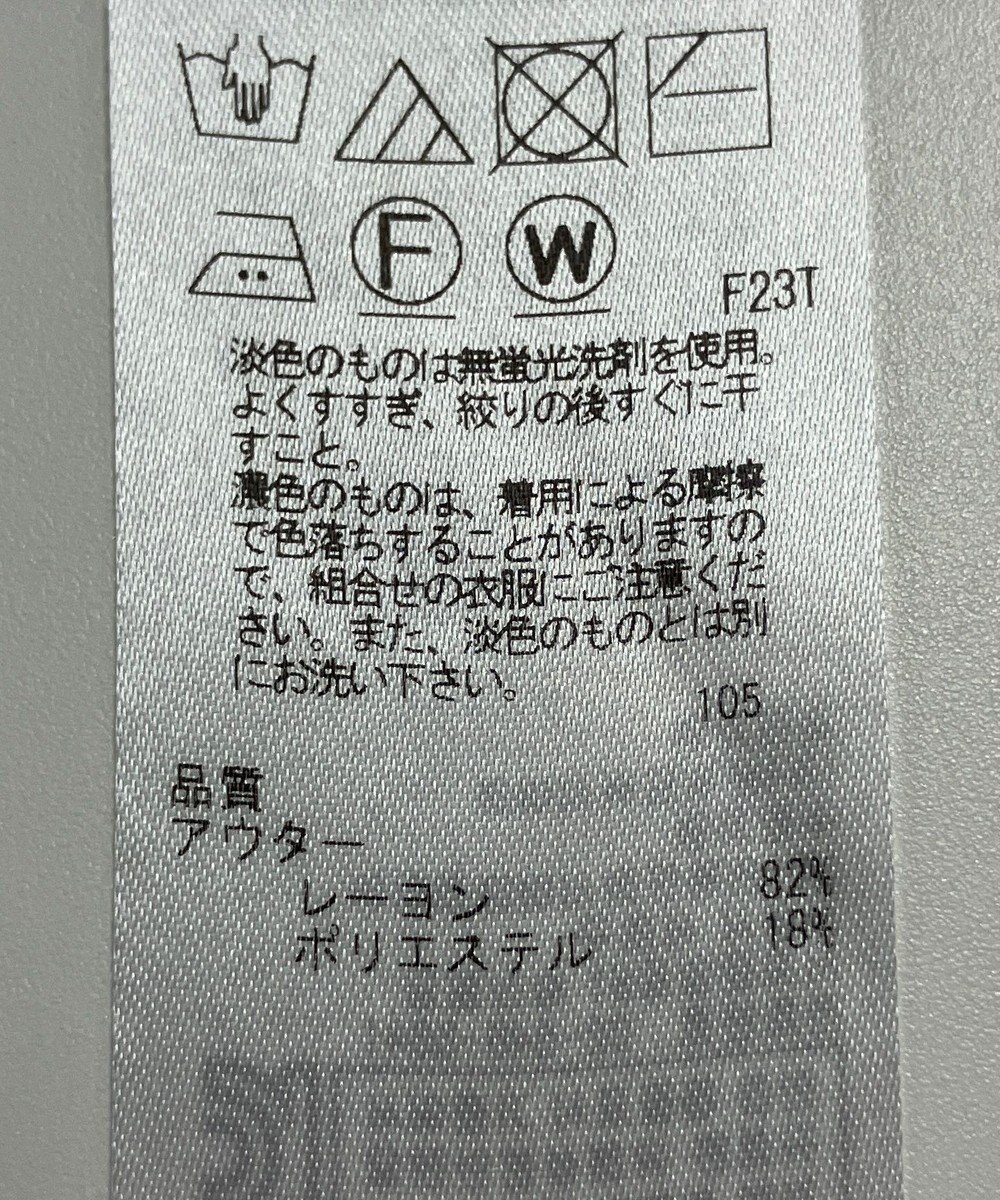 F
W
F23T
淡色のものは無蛍光洗剤を使用。
よくすすぎ、絞りの後すぐに干
すこと。
濃色のものは、着用による摩擦
で色落ちすることがありますの
で、組合せの衣服にご注意くだ
さい。また、淡色のものとは別
にお洗い下さい。
105
品質
アウター
レーヨン 82%
ポリエステル 18%